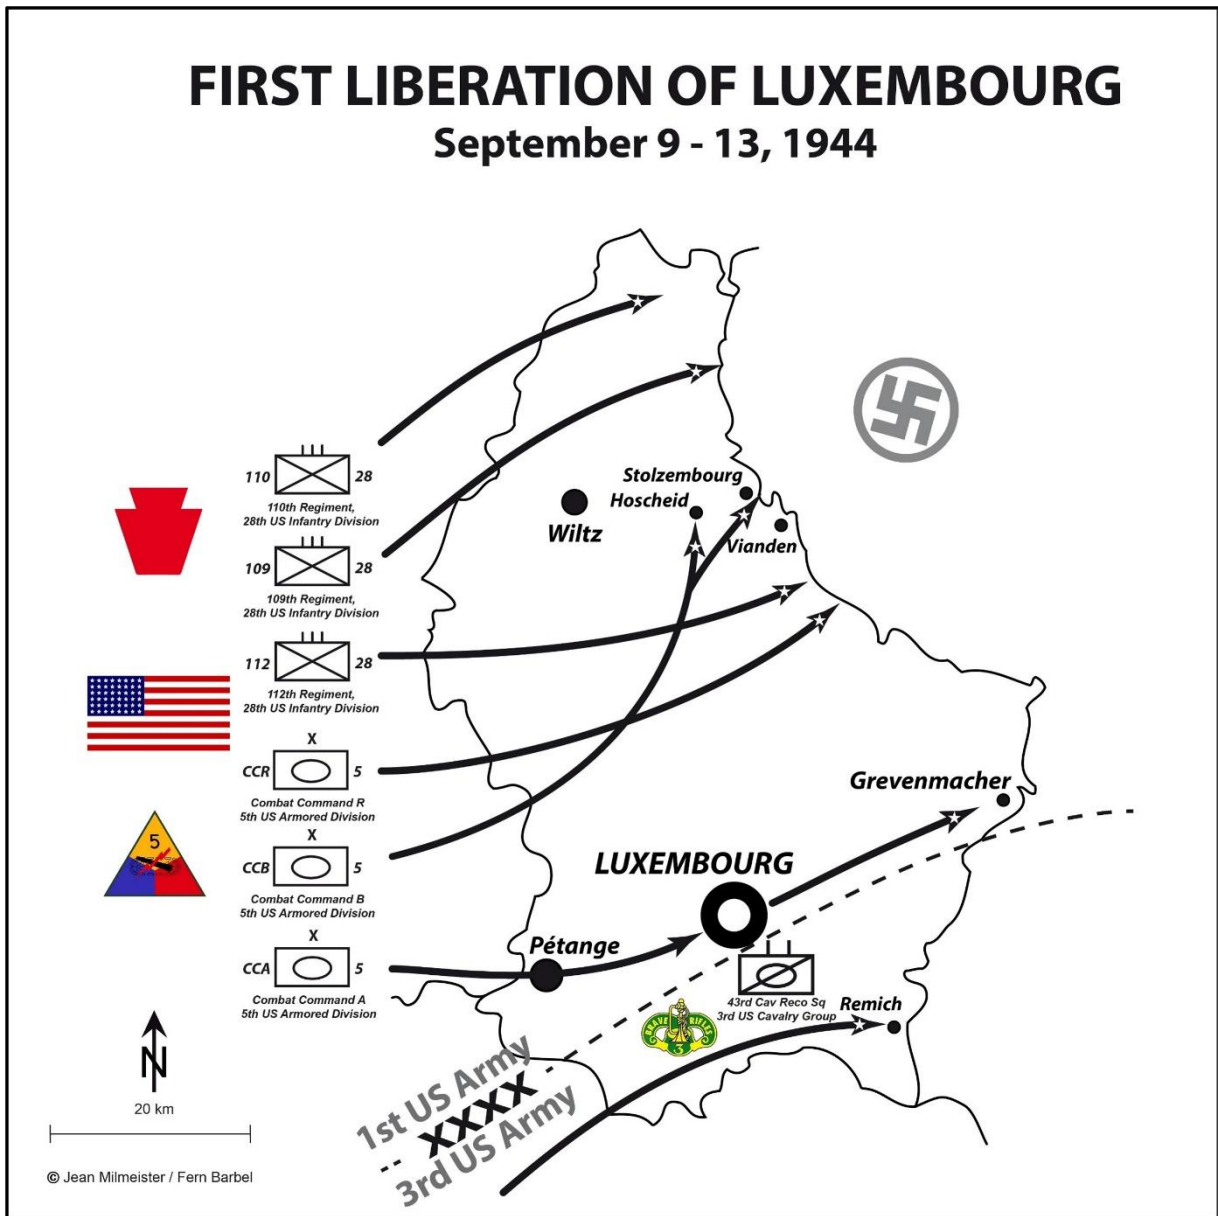 FIRST LIBERATION OF LUXEMBOURG
September 9 - 13, 1944
110 28
110th Regiment,
28th US Infantry Division
109 28
109th Regiment,
28th US Infantry Division
112 28
112th Regiment,
28th US Infantry Division
X
CCR 5
Combat Command R
5th US Armored Division
X
CCB 5
Combat Command B
5th US Armored Division
X
CCA 5
Combat Command A
5th US Armored Division
5
Stolzembourg
Hoscheid
Wiltz
Vianden
Grevenmacher
LUXEMBOURG
Pétange
43rd Cav Reco Sq
3rd US Cavalry Group
Remich
BRAVE RIFLES
3
1st US Army
XXXX
3rd US Army
N
20 km
© Jean Milmeister / Fern Barbel